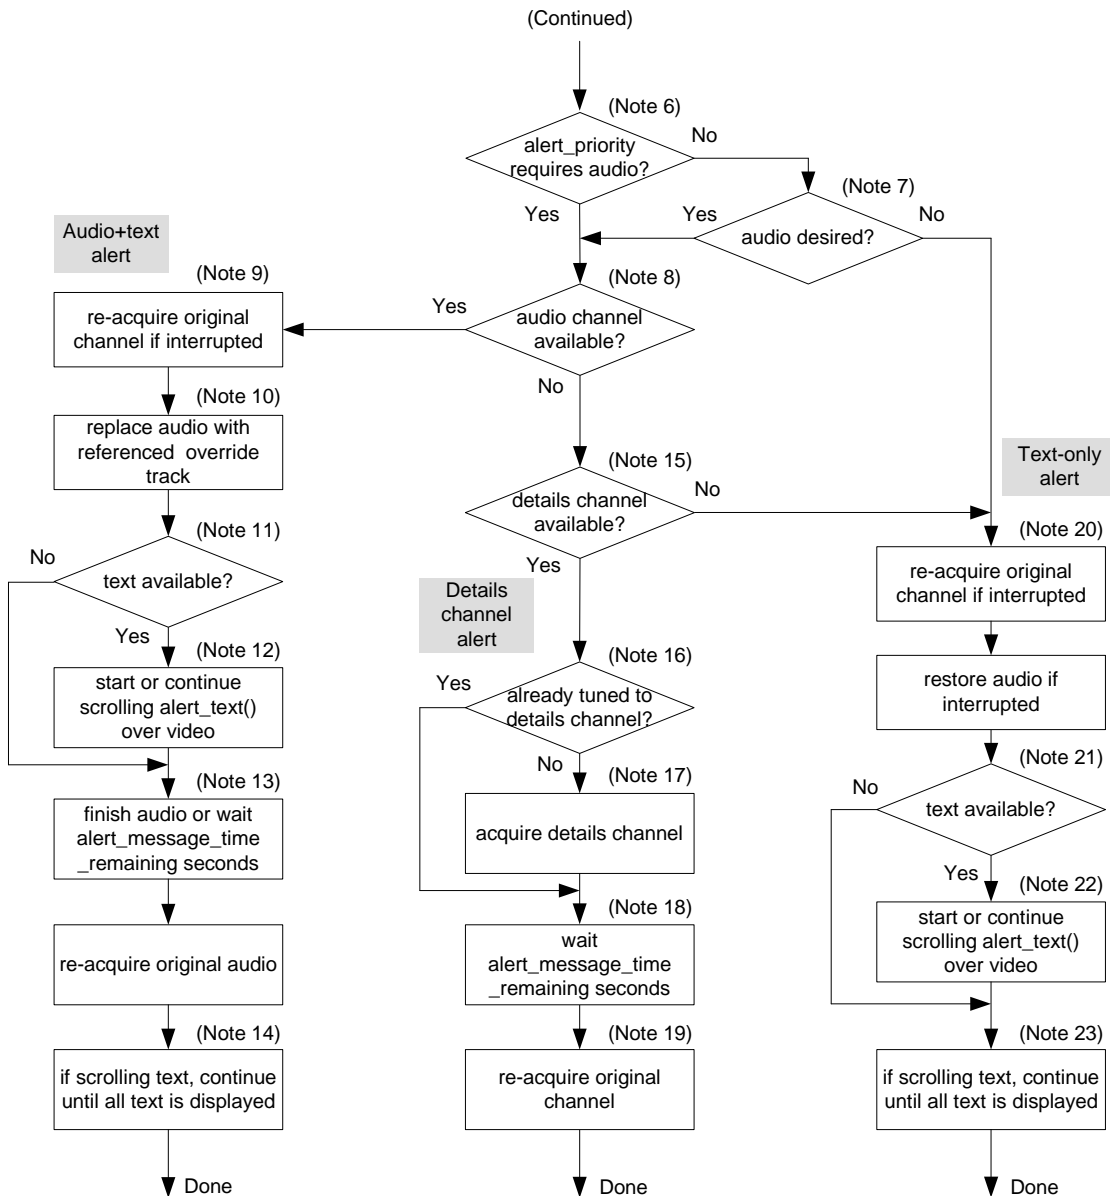 (Continued)
(Note 6)
alert_priority
requires audio?
No
Yes
(Note 7)
audio desired?
Yes
No
(Note 8)
audio channel
available?
Yes
No
Audio+text
alert
(Note 9)
re-acquire original
channel if interrupted
(Note 10)
replace audio with
referenced override
track
(Note 11)
text available?
No
Yes
(Note 12)
start or continue
scrolling alert_text()
over video
(Note 13)
finish audio or wait
alert_message_time
_remaining seconds
re-acquire original audio
(Note 14)
if scrolling text, continue
until all text is displayed
Done
(Note 15)
details channel
available?
No
Yes
Details
channel
alert
(Note 16)
already tuned to
details channel?
Yes
No
(Note 17)
acquire details channel
(Note 18)
wait
alert_message_time
_remaining seconds
(Note 19)
re-acquire original
channel
Done
Text-only
alert
(Note 20)
re-acquire original
channel if interrupted
restore audio if
interrupted
(Note 21)
text available?
No
Yes
(Note 22)
start or continue
scrolling alert_text()
over video
(Note 23)
if scrolling text, continue
until all text is displayed
Done